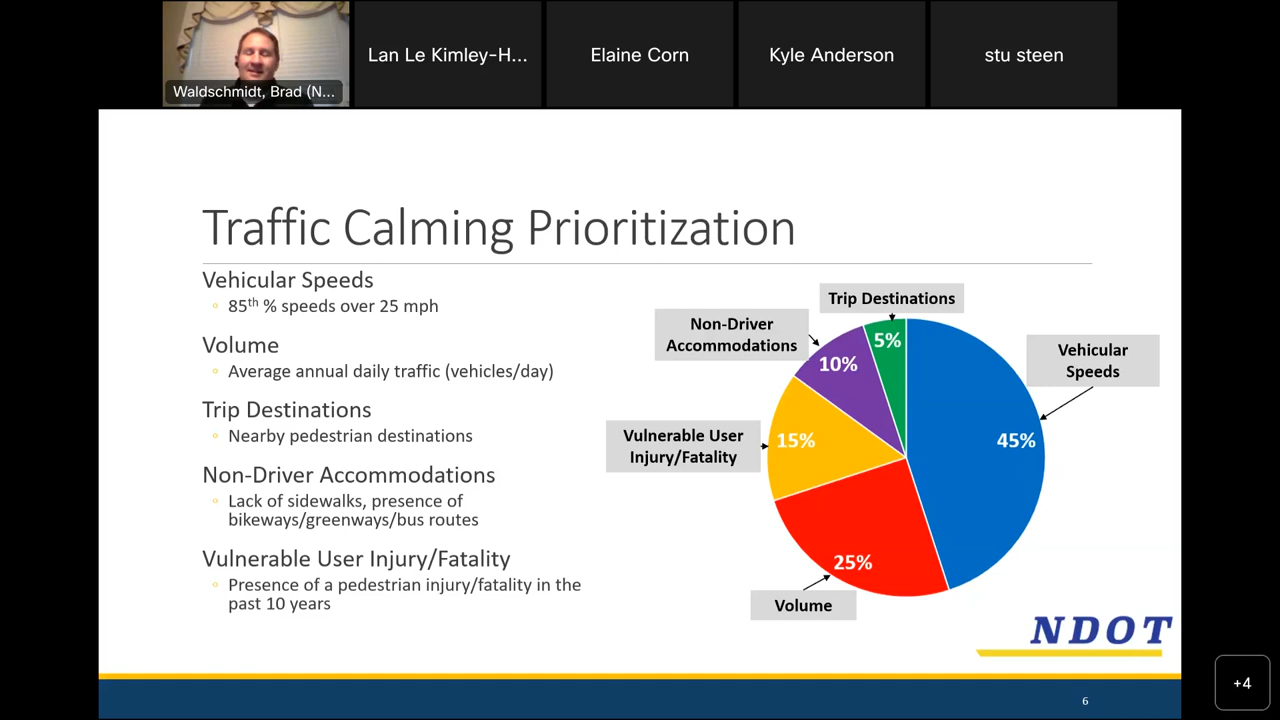 Waldschmidt, Brad (N...
Lan Le Kimley-H...
Elaine Corn
Kyle Anderson
stu steen
Traffic Calming Prioritization
Vehicular Speeds
◦ 85th % speeds over 25 mph
Volume
◦ Average annual daily traffic (vehicles/day)
Trip Destinations
◦ Nearby pedestrian destinations
Non-Driver Accommodations
◦ Lack of sidewalks, presence of
bikeways/greenways/bus routes
Vulnerable User Injury/Fatality
◦ Presence of a pedestrian injury/fatality in the
past 10 years
Trip Destinations
Non-Driver
Accommodations
Vehicular
Speeds
Vulnerable User
Injury/Fatality
Volume
5%
10%
15%
45%
25%
NDOT
6
+4